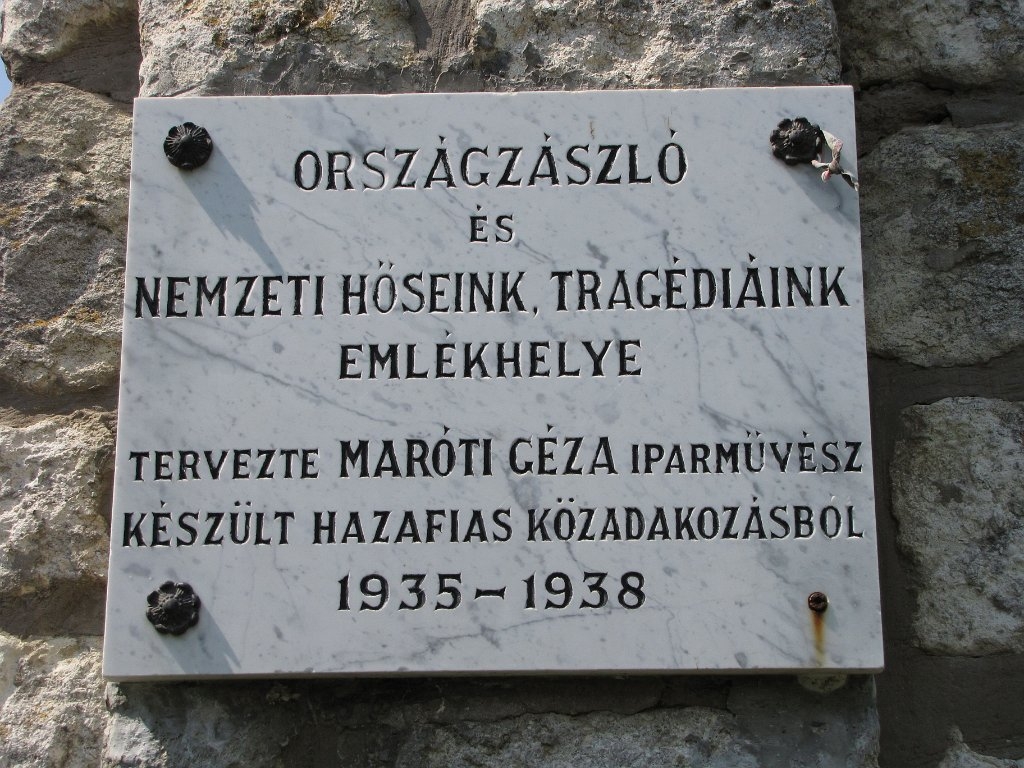 ORSZÁGZÁSZLÓ
ÉS
NEMZETI HŐSEINK, TRAGÉDIÁINK
EMLÉKHELYE
TERVEZTE MARÓTI GÉZA IPARMŰVÉSZ
KÉSZÜLT HAZAFIAS KÖZADAKOZÁSBÓL
1935-1938